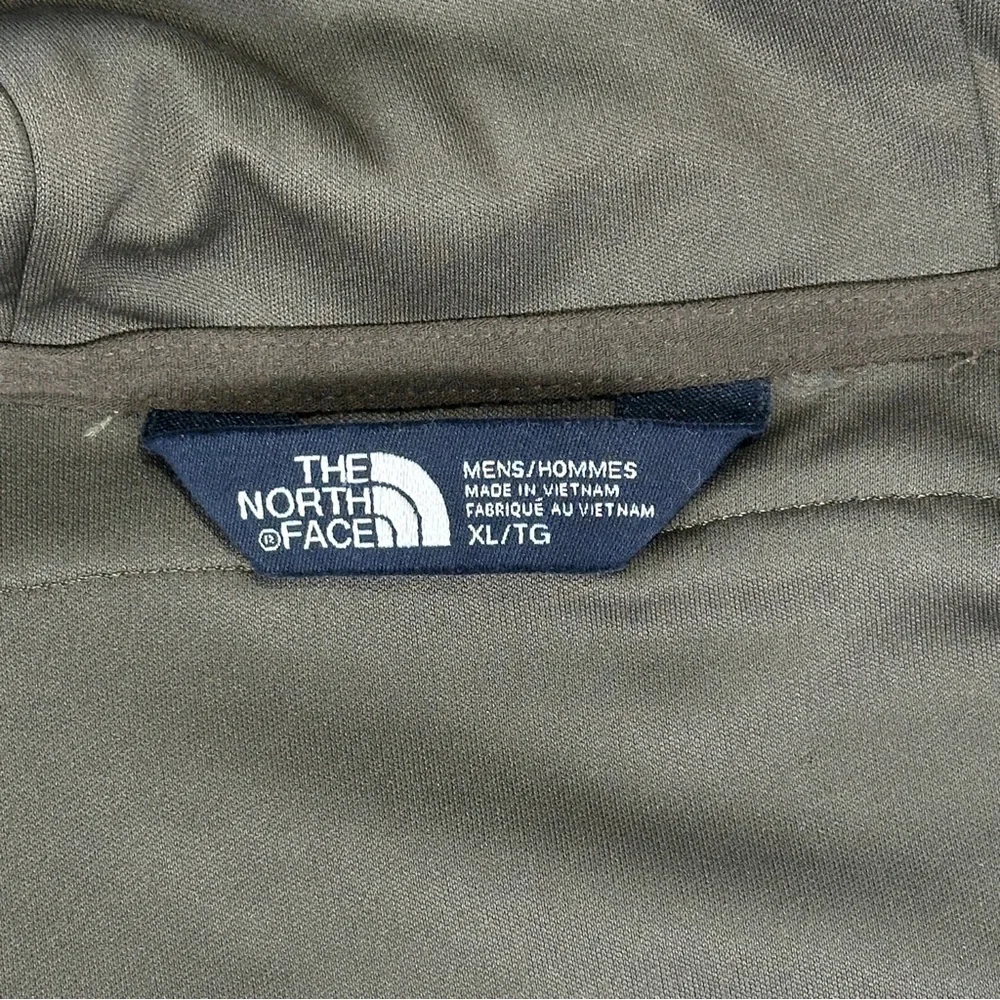 THE
NORTH
®FACE
MENS/HOMMES
MADE IN VIETNAM
FABRIQUÉ AU VIETNAM
XL/TG